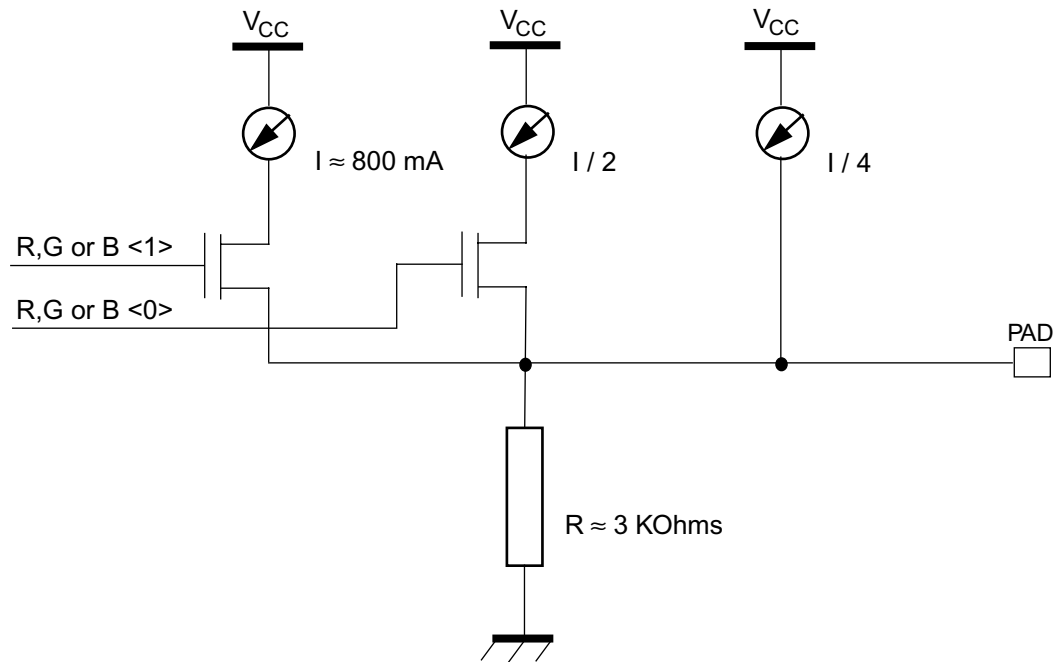 VCC
VCC
VCC
I ≈ 800 mA
I / 2
I / 4
R,G or B <1>
R,G or B <0>
PAD
R ≈ 3 KOhms